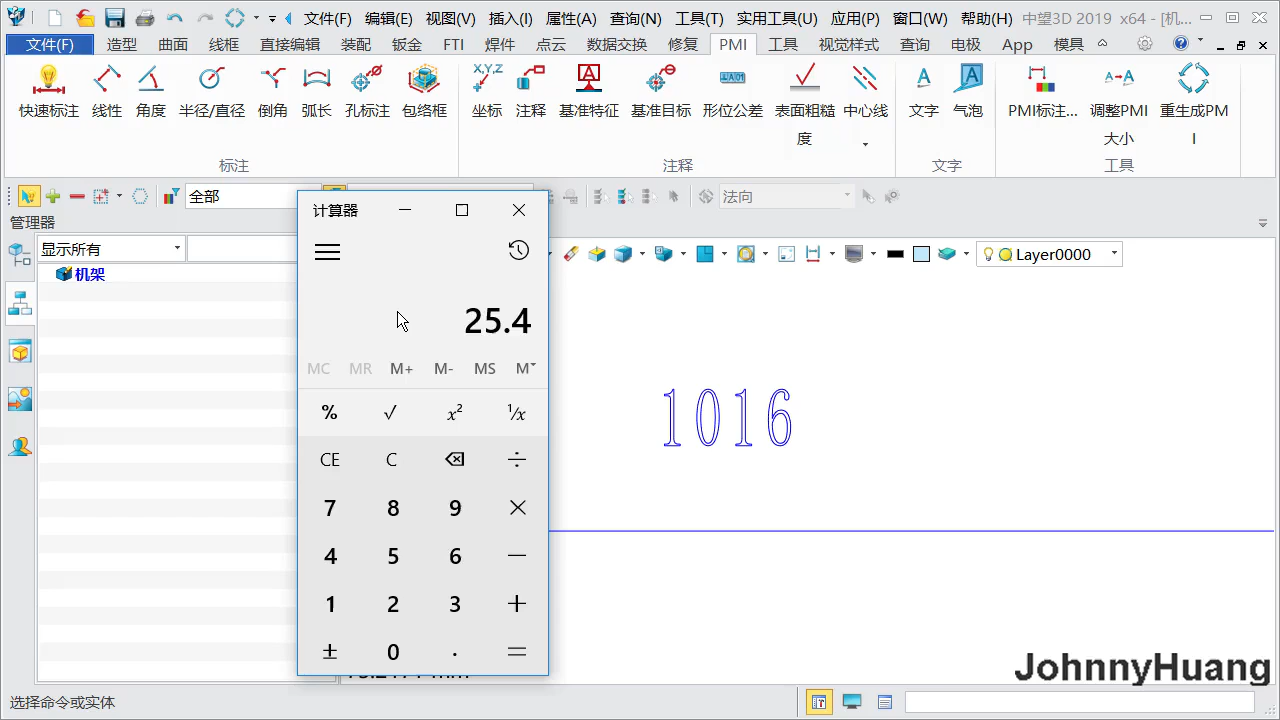 文件(F) 编辑(E) 视图(V) 插入(I) 属性(A) 查询(N) 工具(T) 实用工具(U) 应用(P) 窗口(W) 帮助(H) 中望3D 2019 x64 - [机...
文件(F) 造型 曲面 线框 直接编辑 装配 钣金 FTI 焊件 点云 数据交换 修复 PMI 工具 视觉样式 查询 电极 App 模具
快速标注 线性 角度 半径/直径 倒角 弧长 孔标注 包络框 坐标 注释 基准特征 基准目标 形位公差 表面粗糙度 中心线 文字 气泡 PMI标注... 调整PMI大小 重生成PMI
标注 注释 文字 工具
全部 法向
管理器
显示所有 Layer0000
机架
计算器
25.4
MC MR M+ M- MS M
% √ x² ¹/x
CE C ÷
7 8 9 ×
4 5 6 −
1 2 3 +
± 0 . =
1016
JohnnyHuang
选择命令或实体